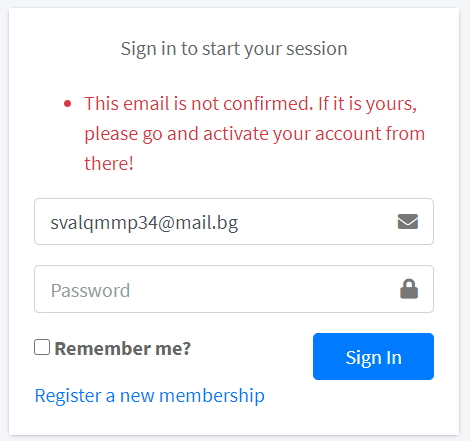 Sign in to start your session
This email is not confirmed. If it is yours,
please go and activate your account from
there!
svalqmmp34@mail.bg
Password
Remember me?
Sign In
Register a new membership